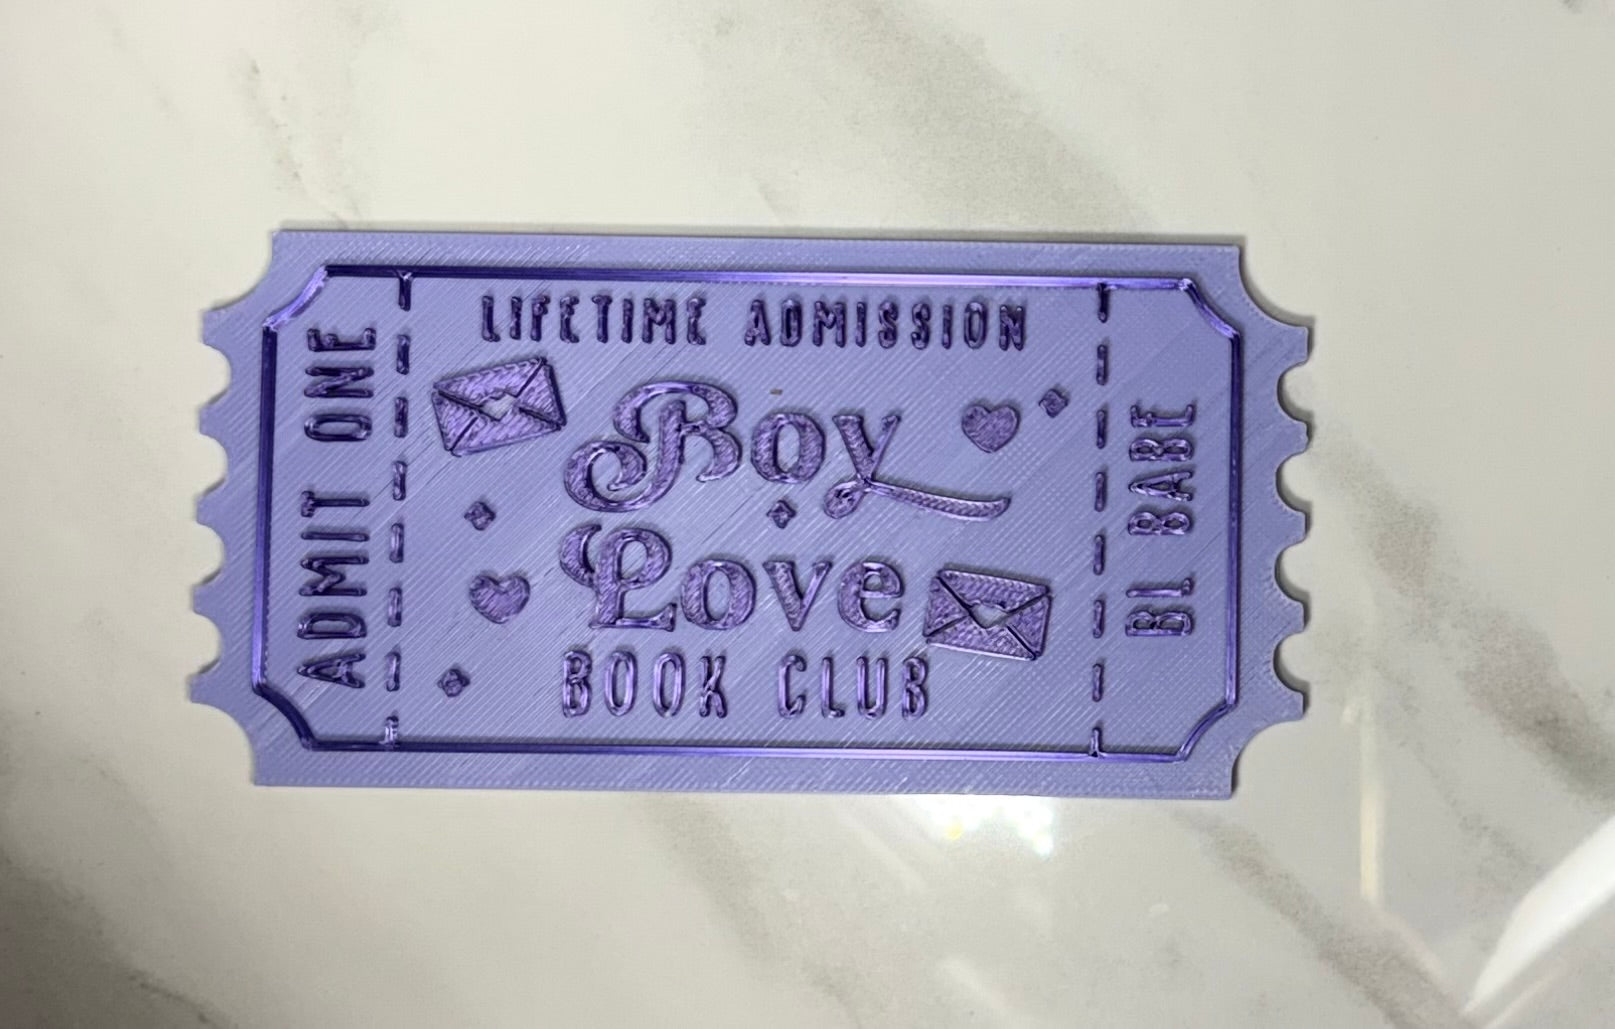 ADMIT ONE
LIFETIME ADMISSION
Boy
Love
BOOK CLUB
BL BABE